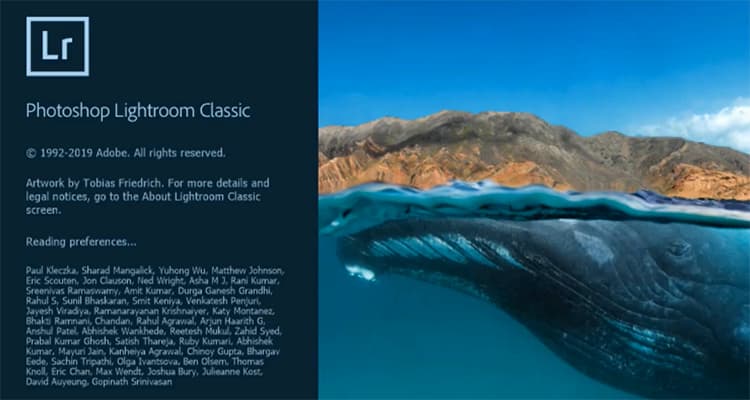 Lr
Photoshop Lightroom Classic
© 1992-2019 Adobe. All rights reserved.
Artwork by Tobias Friedrich. For more details and
legal notices, go to the About Lightroom Classic
screen.
Reading preferences...
Paul Kleczka, Sharad Mangalick, Yuhong Wu, Matthew Johnson,
Eric Scouten, Jon Clauson, Ned Wright, Asha M J, Rani Kumar,
Sreenivas Ramaswamy, Amit Kumar, Durga Ganesh Grandhi,
Rahul S, Sunil Bhaskaran, Smit Keniya, Venkatesh Penjuri,
Jayesh Viradiya, Ramanarayanan Krishnaiyer, Katy Montanez,
Bhakti Ramnani, Chandan, Rahul Agrawal, Arjun Haarith G,
Anshul Patel, Abhishek Wankhede, Reetesh Mukul, Zahid Syed,
Prabal Kumar Ghosh, Satish Thareja, Ruby Kumari, Abhishek
Kumar, Mayuri Jain, Kanheiya Agrawal, Chinoy Gupta, Bhargav
Eede, Sachin Tripathi, Olga Ivantsova, Ben Olsem, Thomas
Knoll, Eric Chan, Max Wendt, Joshua Bury, Julieanne Kost,
David Auyeung, Gopinath Srinivasan